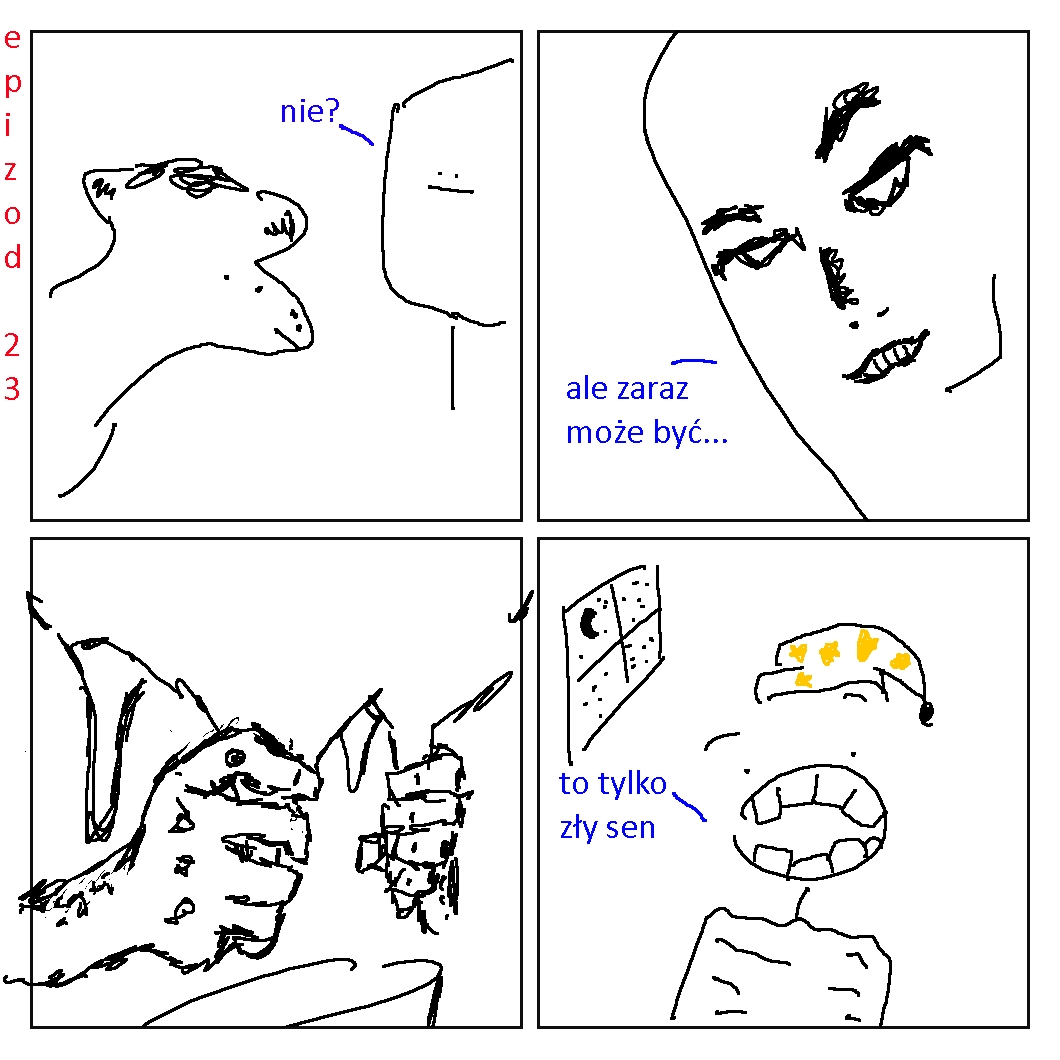 epizod 23
nie?
ale zaraz
może być...
to tylko
zły sen